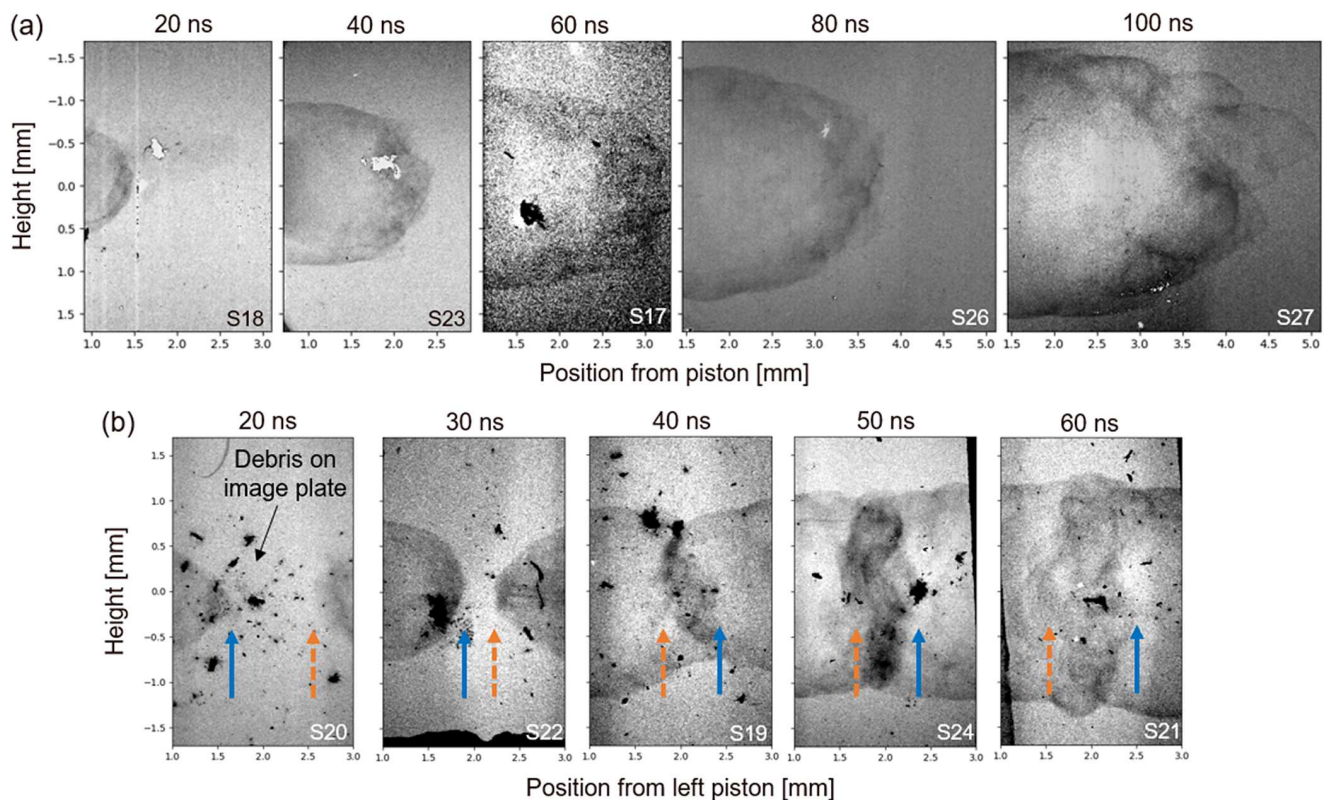 (a)
20 ns 40 ns 60 ns 80 ns 100 ns
Height [mm]
−1.5
−1.0
−0.5
0.0
0.5
1.0
1.5
S18 S23 S17 S26 S27
1.0 1.5 2.0 2.5 3.0 1.0 1.5 2.0 2.5 1.0 1.5 2.0 2.5 3.0 1.5 2.0 2.5 3.0 3.5 4.0 4.5 5.0 1.5 2.0 2.5 3.0 3.5 4.0 4.5 5.0
Position from piston [mm]
(b)
20 ns 30 ns 40 ns 50 ns 60 ns
Height [mm]
1.5
1.0
0.5
0.0
−0.5
−1.0
−1.5
Debris on
image plate
S20 S22 S19 S24 S21
1.0 1.5 2.0 2.5 3.0 1.0 1.5 2.0 2.5 3.0 1.0 1.5 2.0 2.5 3.0 1.0 1.5 2.0 2.5 3.0 1.0 1.5 2.0 2.5 3.0
Position from left piston [mm]